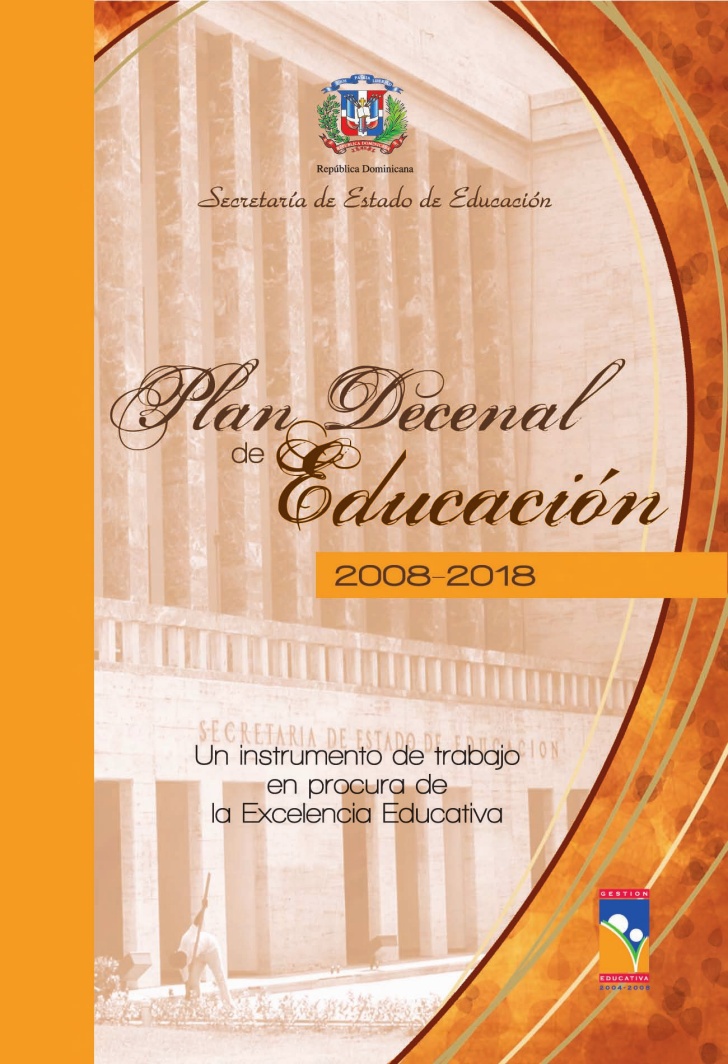 República Dominicana
Secretaría de Estado de Educación
Plan Decenal
de
Educación
2008-2018
SECRETARIA DE ESTADO DE EDUCACION
Un instrumento de trabajo
en procura de
la Excelencia Educativa
GESTION
EDUCATIVA